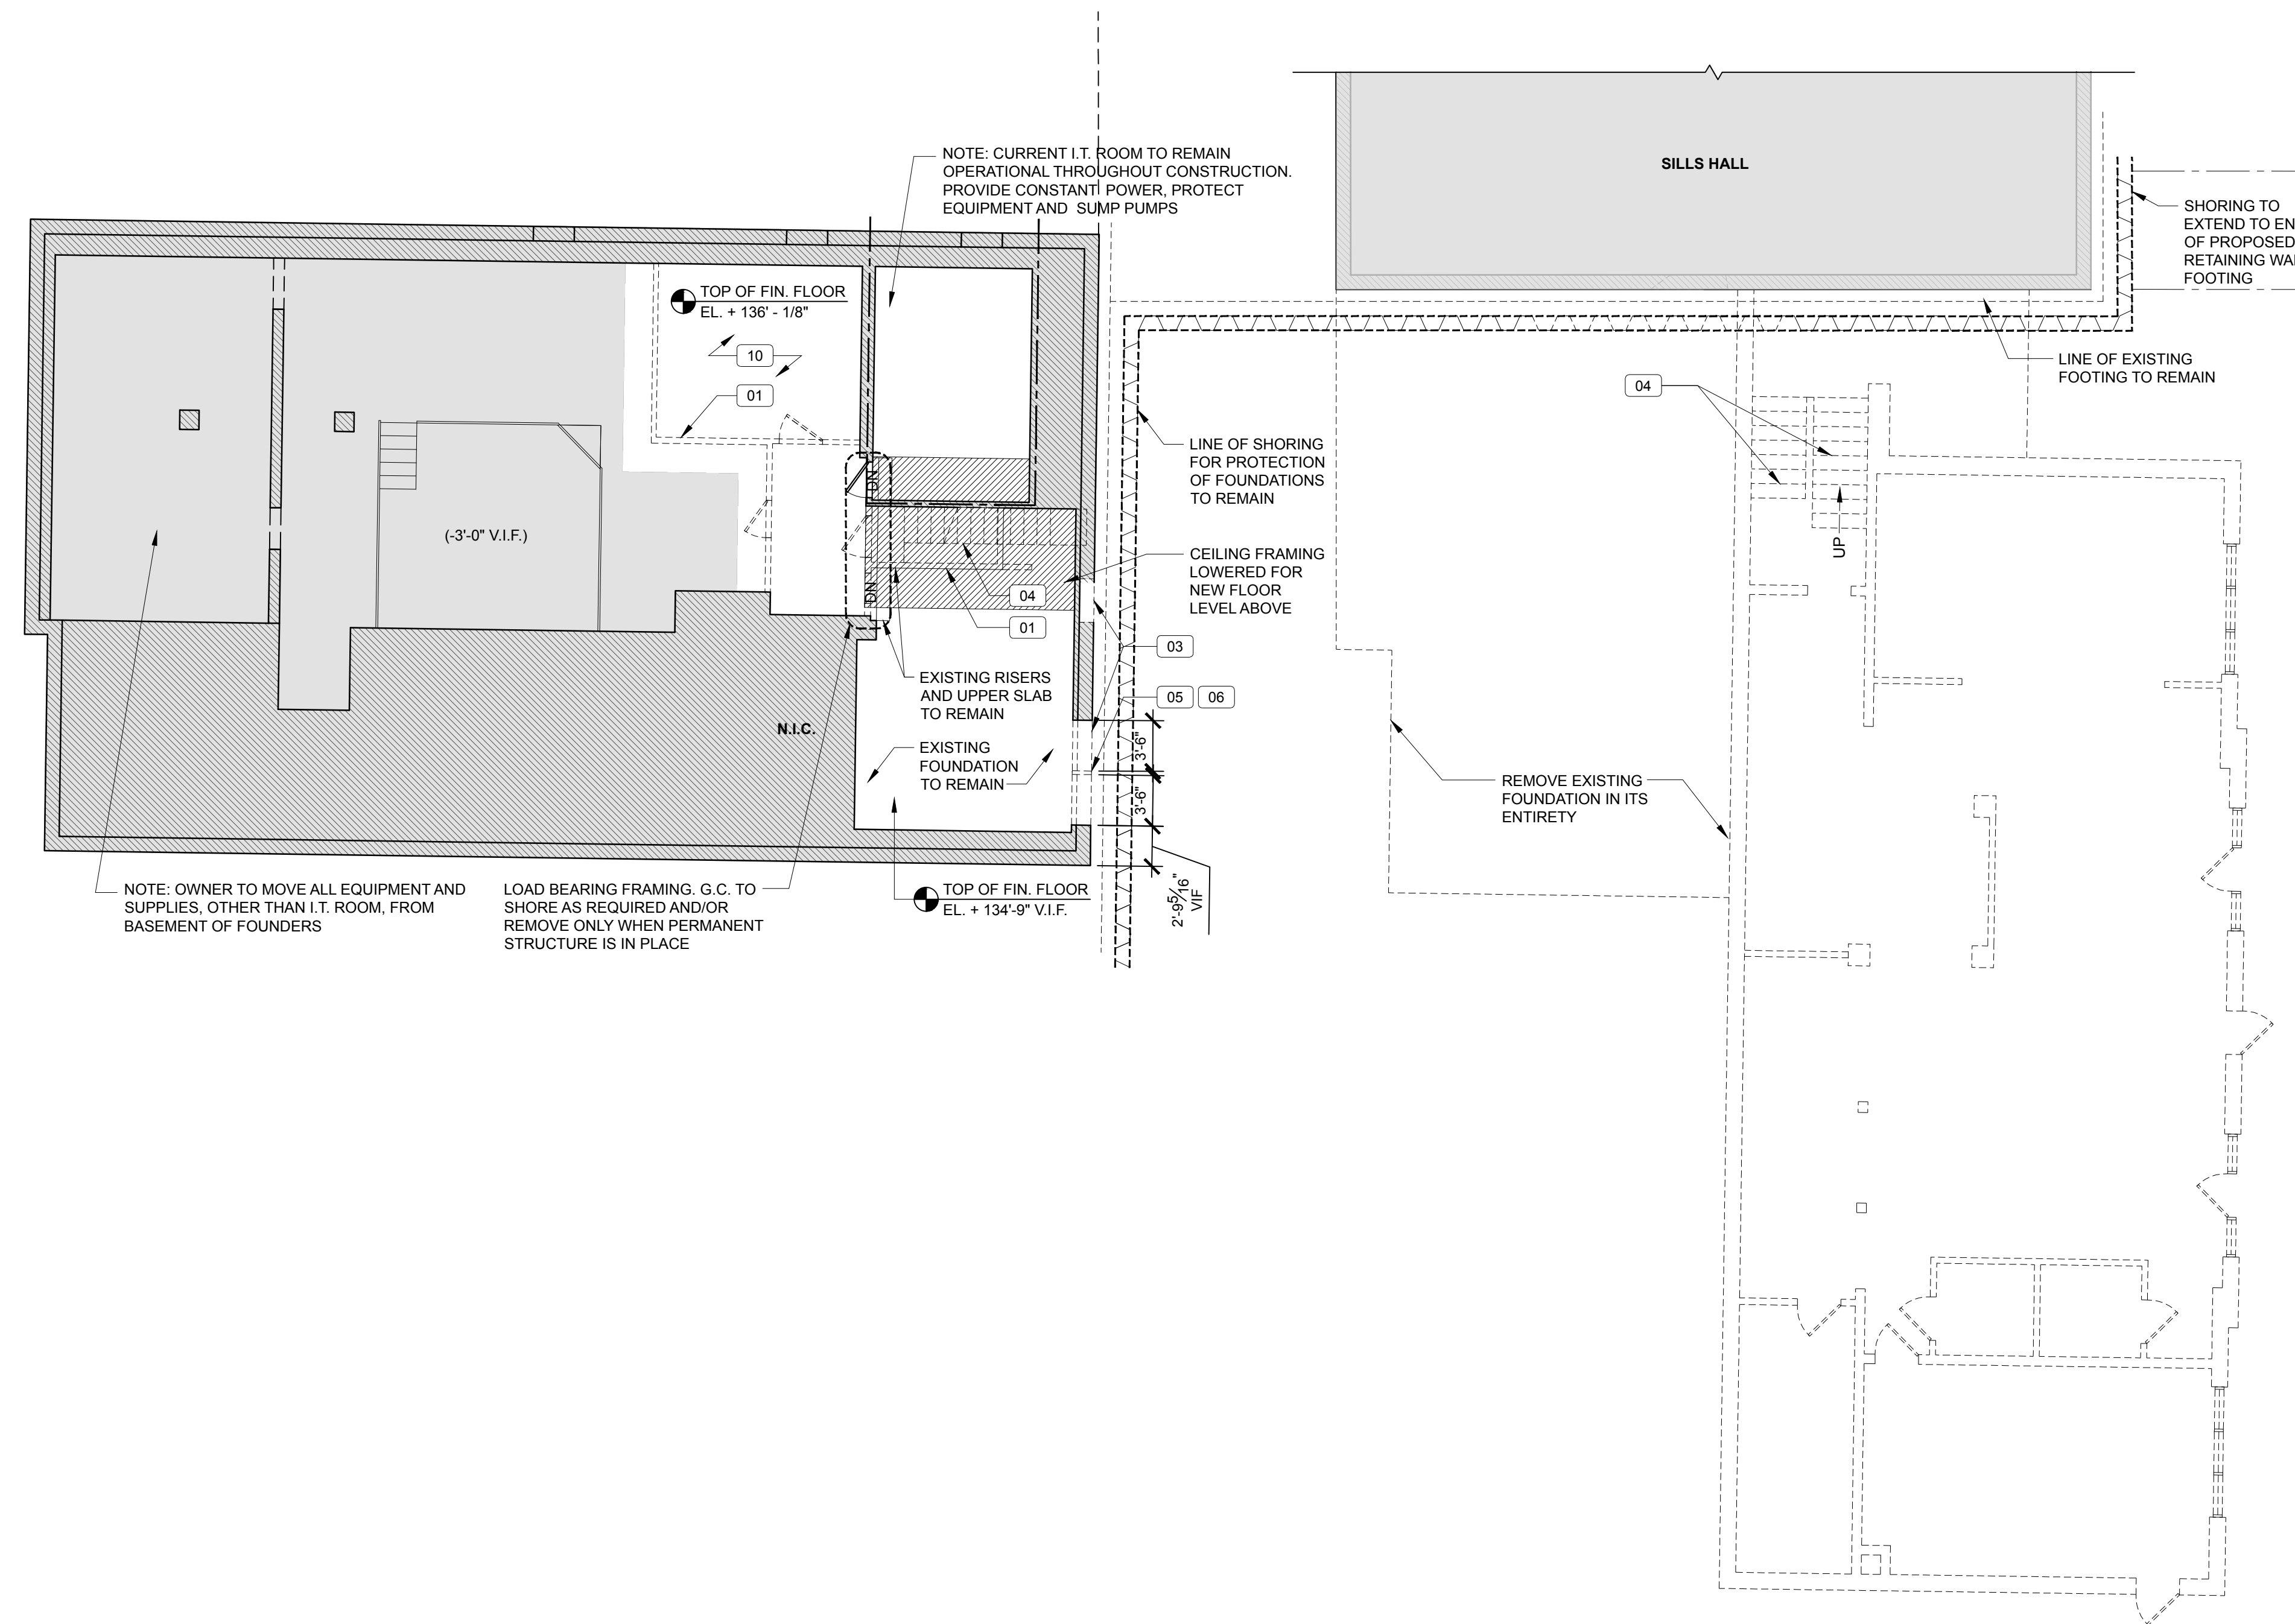 SILLS HALL
NOTE: CURRENT I.T. ROOM TO REMAIN
OPERATIONAL THROUGHOUT CONSTRUCTION.
PROVIDE CONSTANT POWER, PROTECT
EQUIPMENT AND SUMP PUMPS
SHORING TO
EXTEND TO EN
OF PROPOSED
RETAINING WA
FOOTING
TOP OF FIN. FLOOR
EL. + 136' - 1/8"
10
01
LINE OF EXISTING
FOOTING TO REMAIN
04
LINE OF SHORING
FOR PROTECTION
OF FOUNDATIONS
TO REMAIN
DN
(-3'-0" V.I.F.)
UP
CEILING FRAMING
LOWERED FOR
NEW FLOOR
LEVEL ABOVE
DN
04
01
03
EXISTING RISERS
AND UPPER SLAB
TO REMAIN
05
06
N.I.C.
EXISTING
FOUNDATION
TO REMAIN
3'-6"
3'-6"
REMOVE EXISTING
FOUNDATION IN ITS
ENTIRETY
NOTE: OWNER TO MOVE ALL EQUIPMENT AND
SUPPLIES, OTHER THAN I.T. ROOM, FROM
BASEMENT OF FOUNDERS
LOAD BEARING FRAMING. G.C. TO
SHORE AS REQUIRED AND/OR
REMOVE ONLY WHEN PERMANENT
STRUCTURE IS IN PLACE
TOP OF FIN. FLOOR
EL. + 134'-9" V.I.F.
2'-9 5/16"
VIF